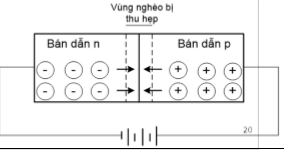 Vùng nghèo bị
thu hẹp
Bán dẫn n Bán dẫn p
- - - + + +
- - - + + +
20